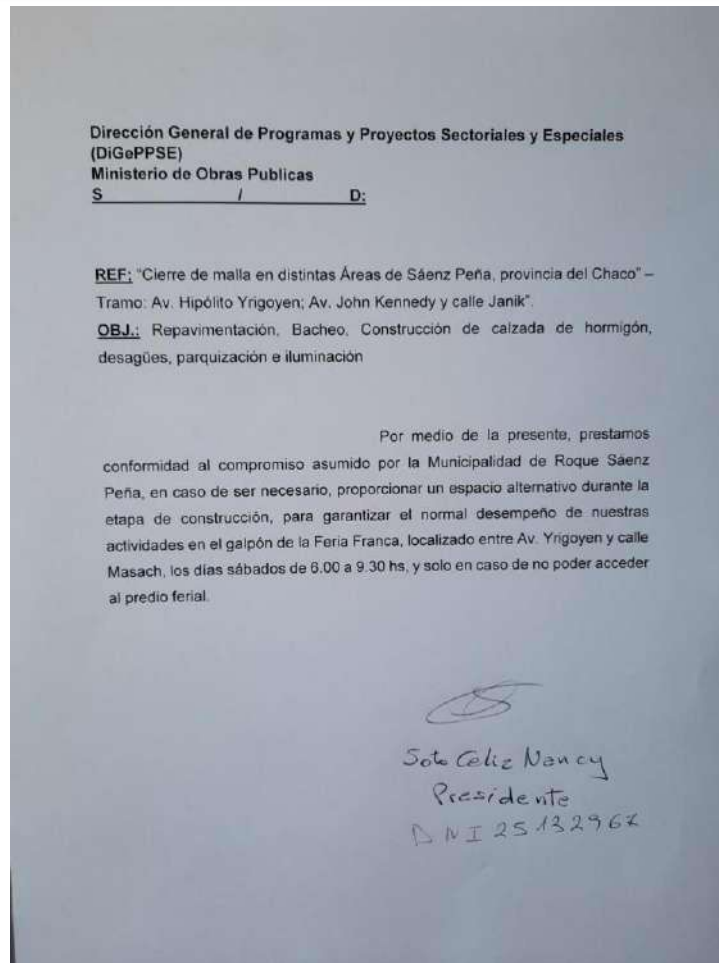 Dirección General de Programas y Proyectos Sectoriales y Especiales
(DiGePPSE)
Ministerio de Obras Publicas
S / D:
REF: "Cierre de malla en distintas Áreas de Sáenz Peña, provincia del Chaco" –
Tramo: Av. Hipólito Yrigoyen; Av. John Kennedy y calle Janik".
OBJ.: Repavimentación, Bacheo, Construcción de calzada de hormigón,
desagües, parquización e iluminación
Por medio de la presente, prestamos
conformidad al compromiso asumido por la Municipalidad de Roque Sáenz
Peña, en caso de ser necesario, proporcionar un espacio alternativo durante la
etapa de construcción, para garantizar el normal desempeño de nuestras
actividades en el galpón de la Feria Franca, localizado entre Av. Yrigoyen y calle
Masach, los días sábados de 6.00 a 9.30 hs, y solo en caso de no poder acceder
al predio ferial.
Soto Celiz Nancy
Presidente
DNI